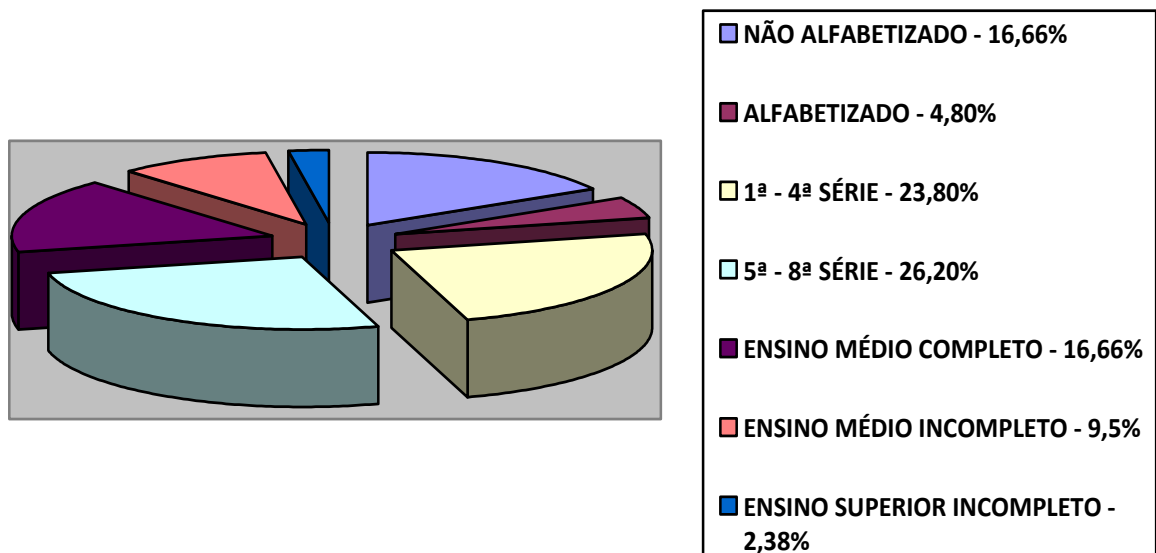 NÃO ALFABETIZADO - 16,66%
ALFABETIZADO - 4,80%
1ª - 4ª SÉRIE - 23,80%
5ª - 8ª SÉRIE - 26,20%
ENSINO MÉDIO COMPLETO - 16,66%
ENSINO MÉDIO INCOMPLETO - 9,5%
ENSINO SUPERIOR INCOMPLETO -
2,38%